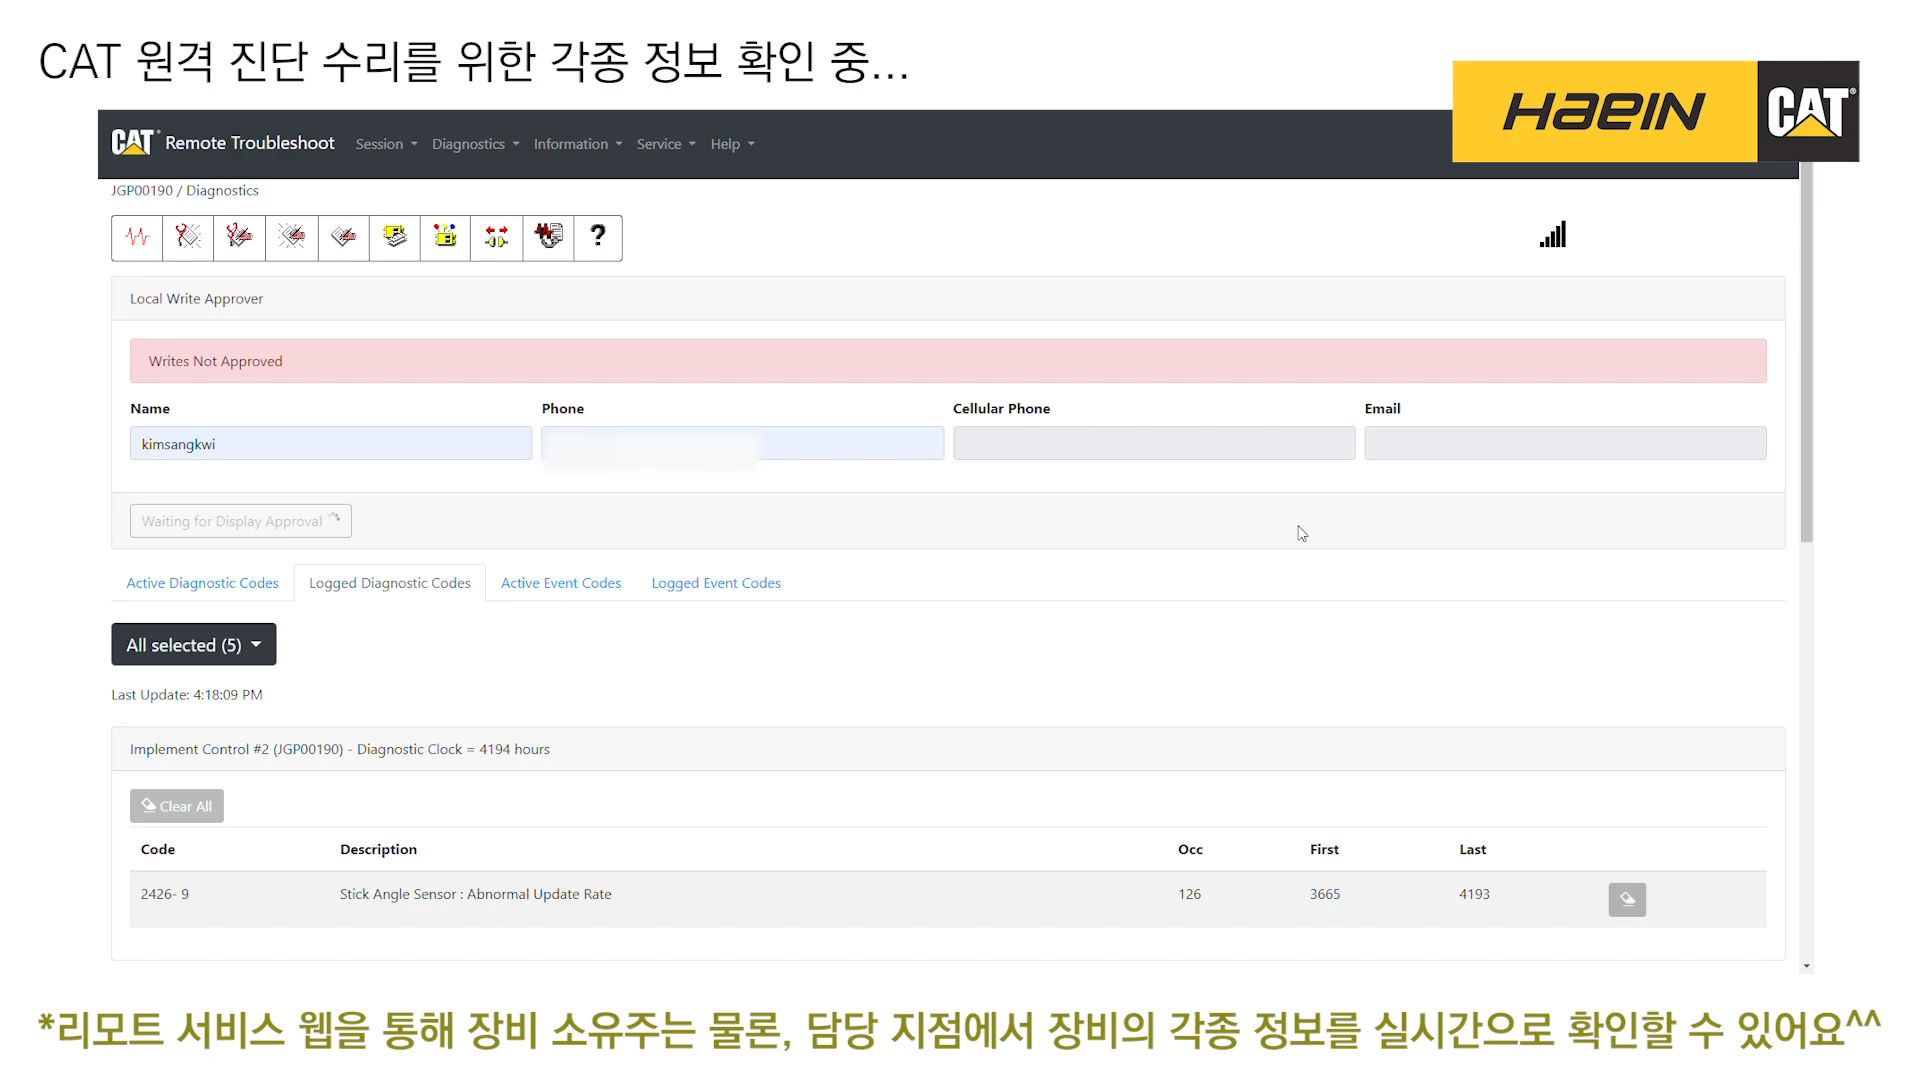 CAT 원격 진단 수리를 위한 각종 정보 확인 중...
HaeIN CAT
CAT Remote Troubleshoot Session Diagnostics Information Service Help
JGP00190 / Diagnostics
?
Local Write Approver
Writes Not Approved
Name Phone Cellular Phone Email
kimsangkwi
Waiting for Display Approval
Active Diagnostic Codes Logged Diagnostic Codes Active Event Codes Logged Event Codes
All selected (5)
Last Update: 4:18:09 PM
Implement Control #2 (JGP00190) - Diagnostic Clock = 4194 hours
Clear All
Code Description Occ First Last
2426- 9 Stick Angle Sensor : Abnormal Update Rate 126 3665 4193
*리모트 서비스 웹을 통해 장비 소유주는 물론, 담당 지점에서 장비의 각종 정보를 실시간으로 확인할 수 있어요^^